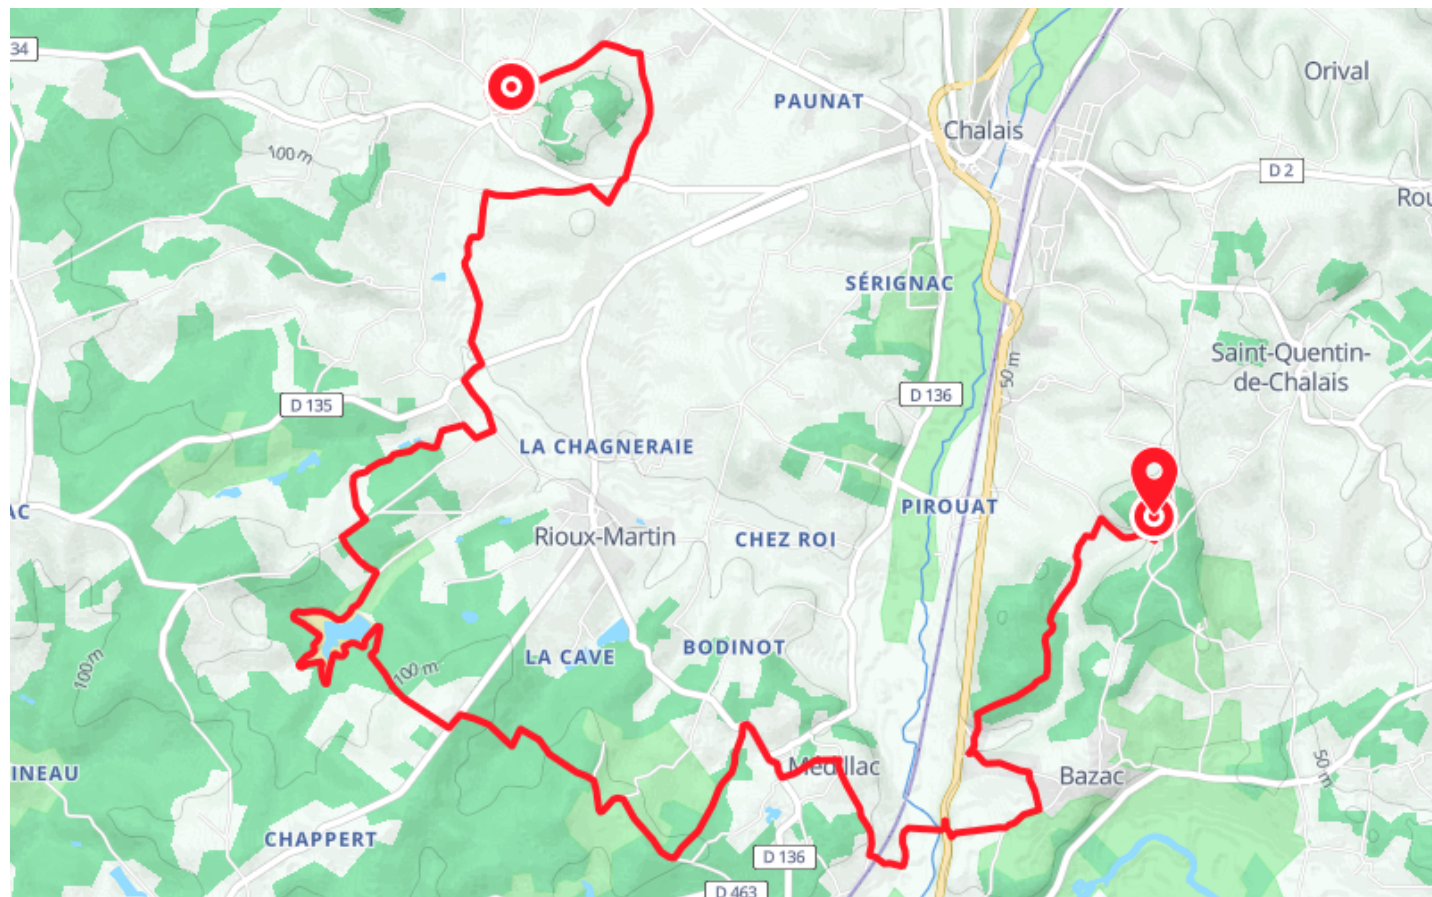 34
Orival
PAUNAT
Chalais
100 m
D 2
Rou
SÉRIGNAC
50 m
Saint-Quentin-
de-Chalais
D 136
D 135
LA CHAGNERAIE
PIROUAT
AC
Rioux-Martin
CHEZ ROI
BODINOT
LA CAVE
100 m
100 m
Médillac
INEAU
Bazac
50 m
CHAPPERT
D 136
D 463